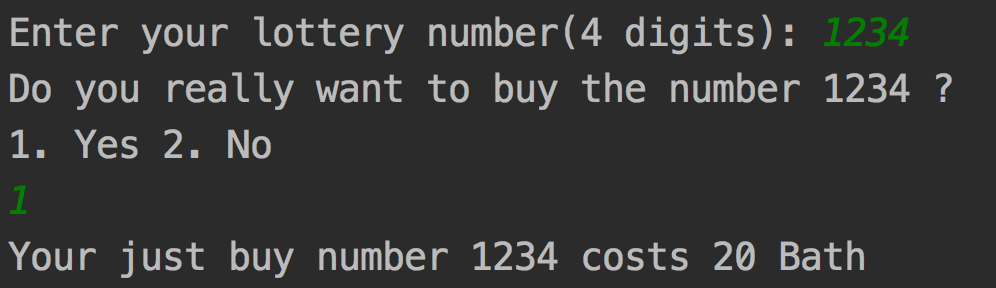 Enter your lottery number(4 digits): 1234
Do you really want to buy the number 1234 ?
1. Yes 2. No
1
Your just buy number 1234 costs 20 Bath